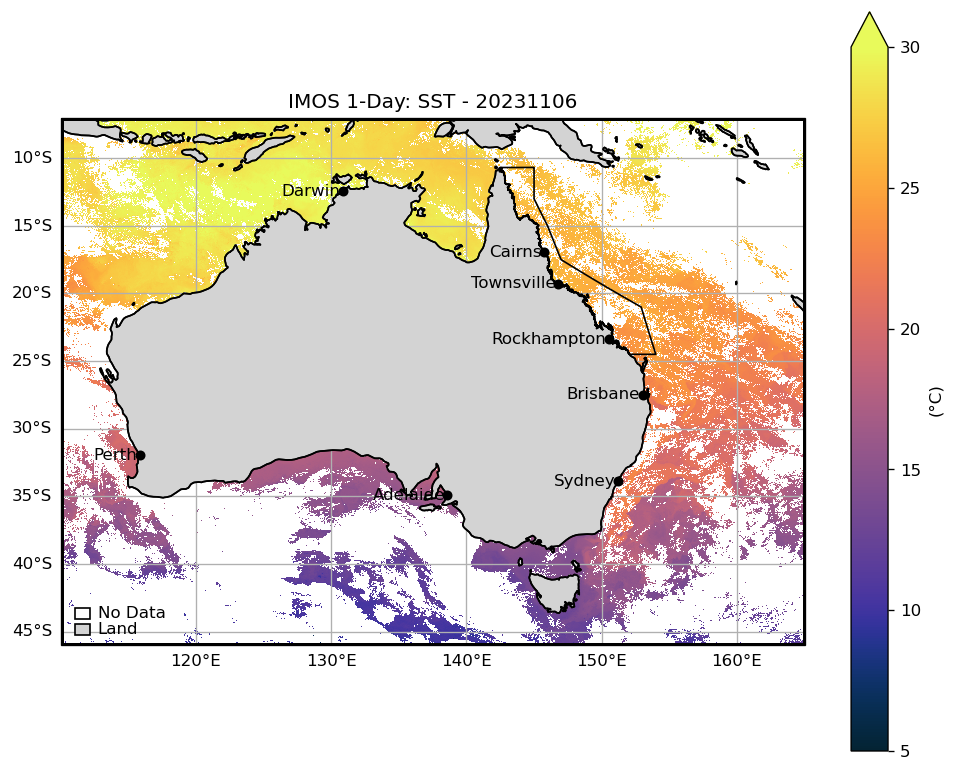 IMOS 1-Day: SST - 20231106
30
25
20
15
10
5
(°C)
10°S
15°S
20°S
25°S
30°S
35°S
40°S
45°S
Darwin
Cairns
Townsville
Rockhampton
Brisbane
Perth
Sydney
Adelaide
No Data
Land
120°E
130°E
140°E
150°E
160°E